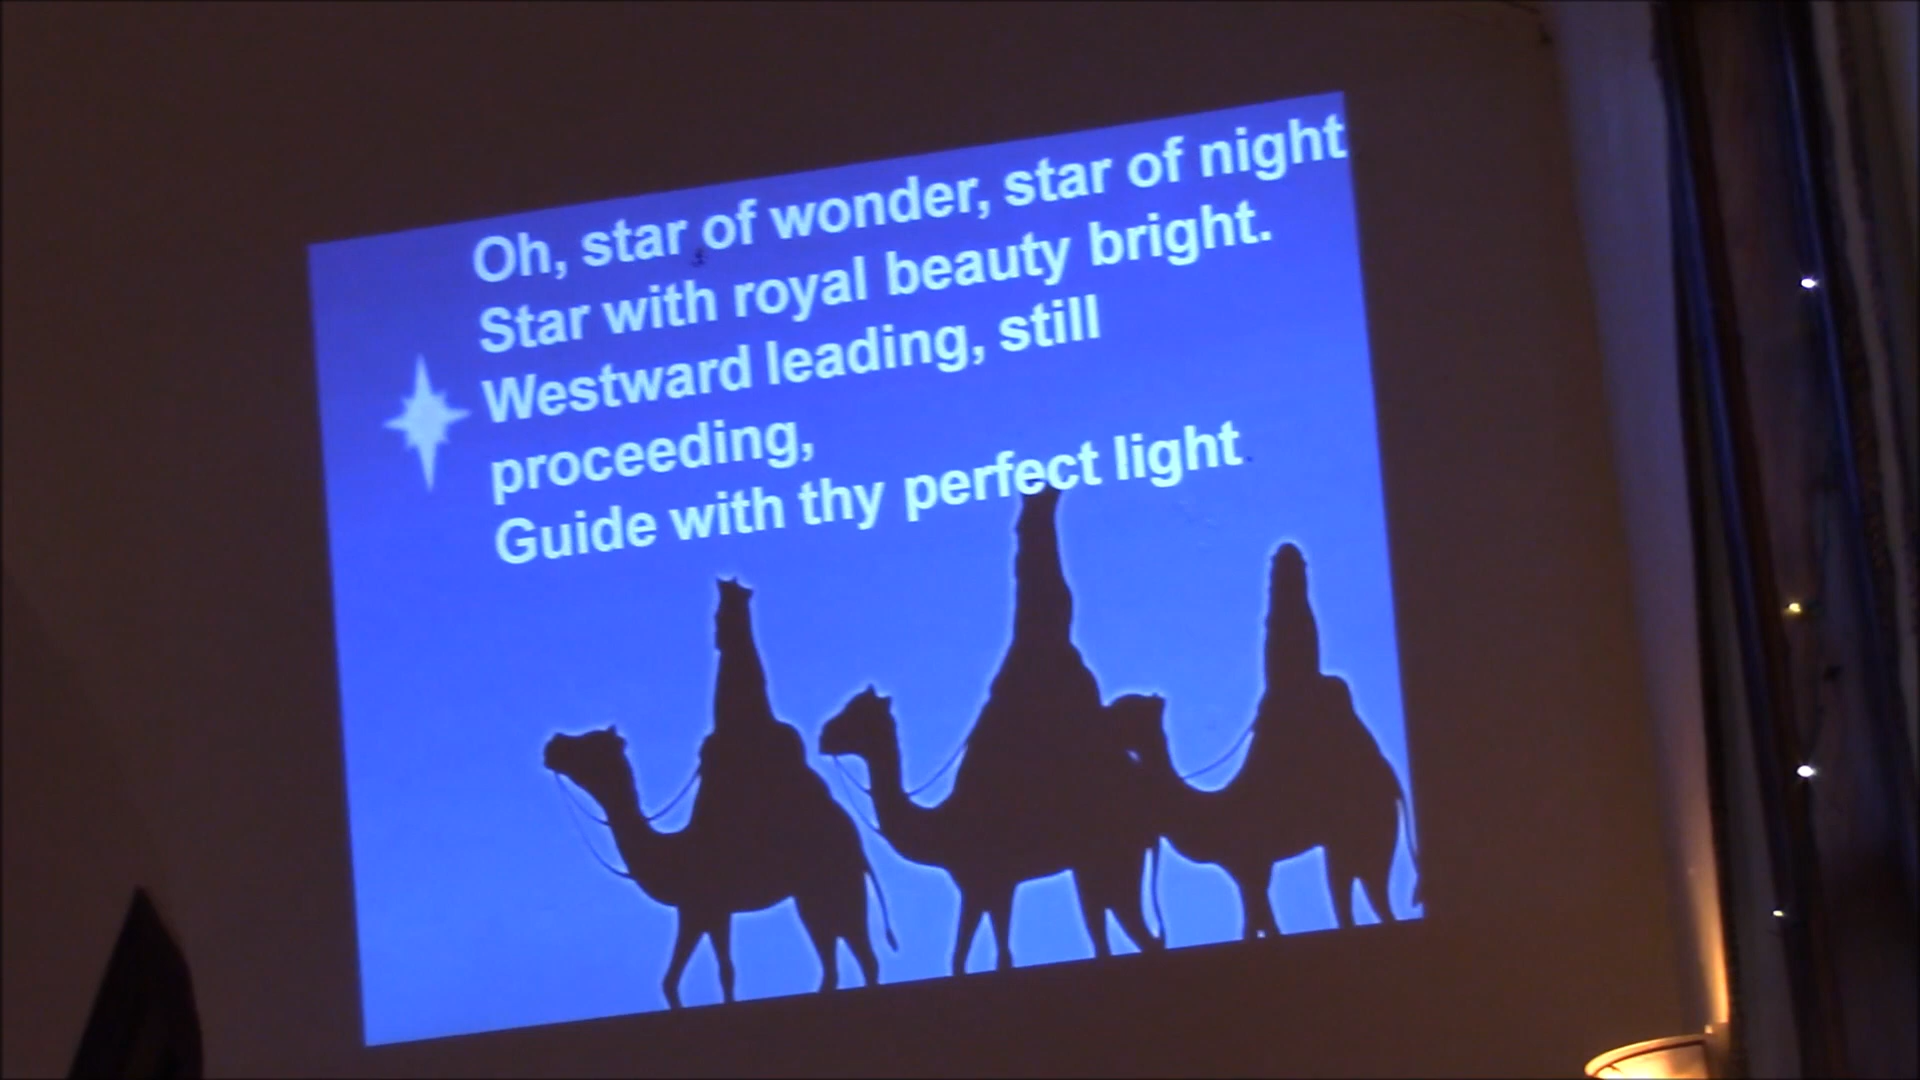 Oh, star of wonder, star of night
Star with royal beauty bright.
Westward leading, still
proceeding,
Guide with thy perfect light